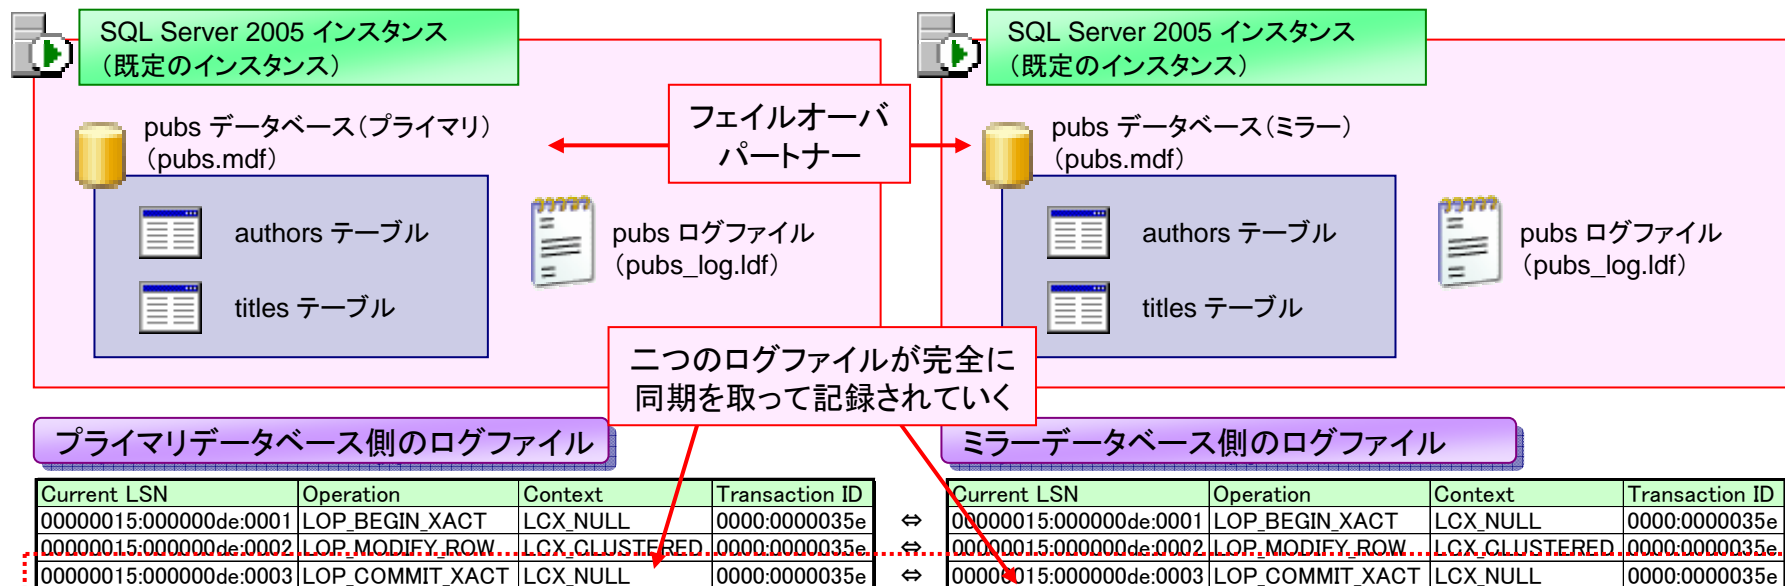 SQL Server 2005 インスタンス
（既定のインスタンス）
SQL Server 2005 インスタンス
（既定のインスタンス）
pubs データベース（プライマリ）
（pubs.mdf）
フェイルオーバ
パートナー
pubs データベース（ミラー）
（pubs.mdf）
authors テーブル
titles テーブル
pubs ログファイル
（pubs_log.ldf）
authors テーブル
titles テーブル
pubs ログファイル
（pubs_log.ldf）
二つのログファイルが完全に
同期を取って記録されていく
プライマリデータベース側のログファイル
ミラーデータベース側のログファイル
Current LSN Operation Context Transaction ID
00000015:000000de:0001 LOP_BEGIN_XACT LCX_NULL 0000:0000035e
00000015:000000de:0002 LOP_MODIFY_ROW LCX_CLUSTERED 0000:0000035e
00000015:000000de:0003 LOP_COMMIT_XACT LCX_NULL 0000:0000035e
⇔
⇔
⇔
Current LSN Operation Context Transaction ID
00000015:000000de:0001 LOP_BEGIN_XACT LCX_NULL 0000:0000035e
00000015:000000de:0002 LOP_MODIFY_ROW LCX_CLUSTERED 0000:0000035e
00000015:000000de:0003 LOP_COMMIT_XACT LCX_NULL 0000:0000035e